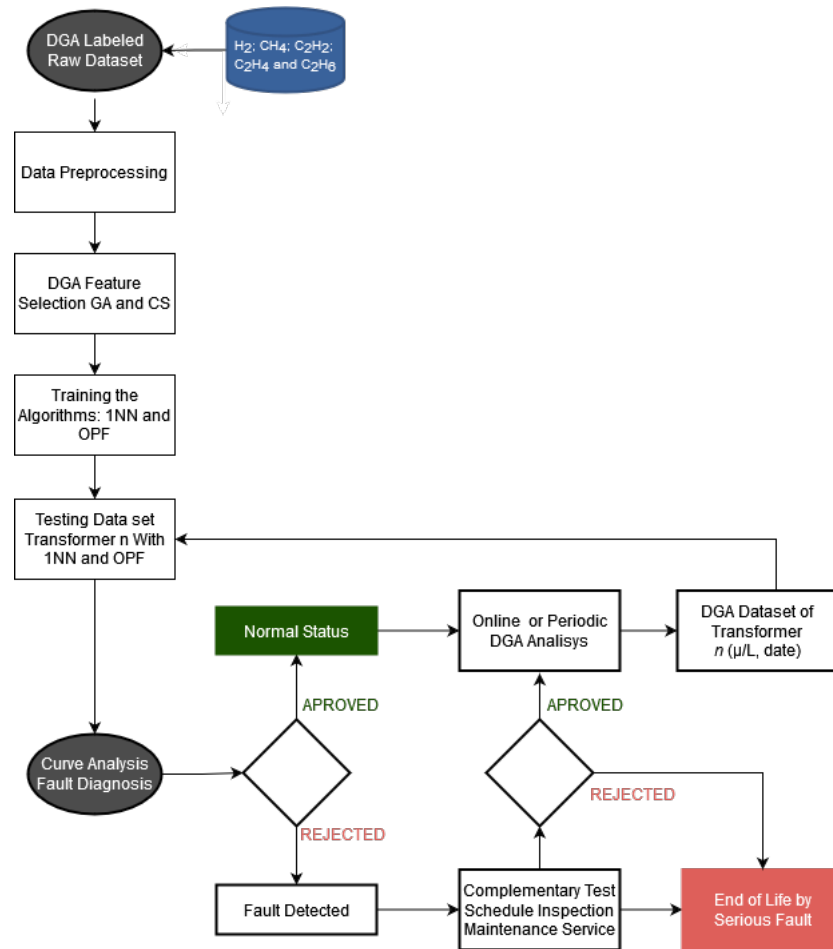 DGA Labeled
Raw Dataset
H2; CH4; C2H2;
C2H4 and C2H6
Data Preprocessing
DGA Feature
Selection GA and CS
Training the
Algorithms: 1NN and
OPF
Testing Data set
Transformer n With
1NN and OPF
Normal Status
Online or Periodic
DGA Analisys
DGA Dataset of
Transformer
n (µ/L, date)
APROVED
APROVED
Curve Analysis
Fault Diagnosis
REJECTED
REJECTED
Fault Detected
Complementary Test
Schedule Inspection
Maintenance Service
End of Life by
Serious Fault